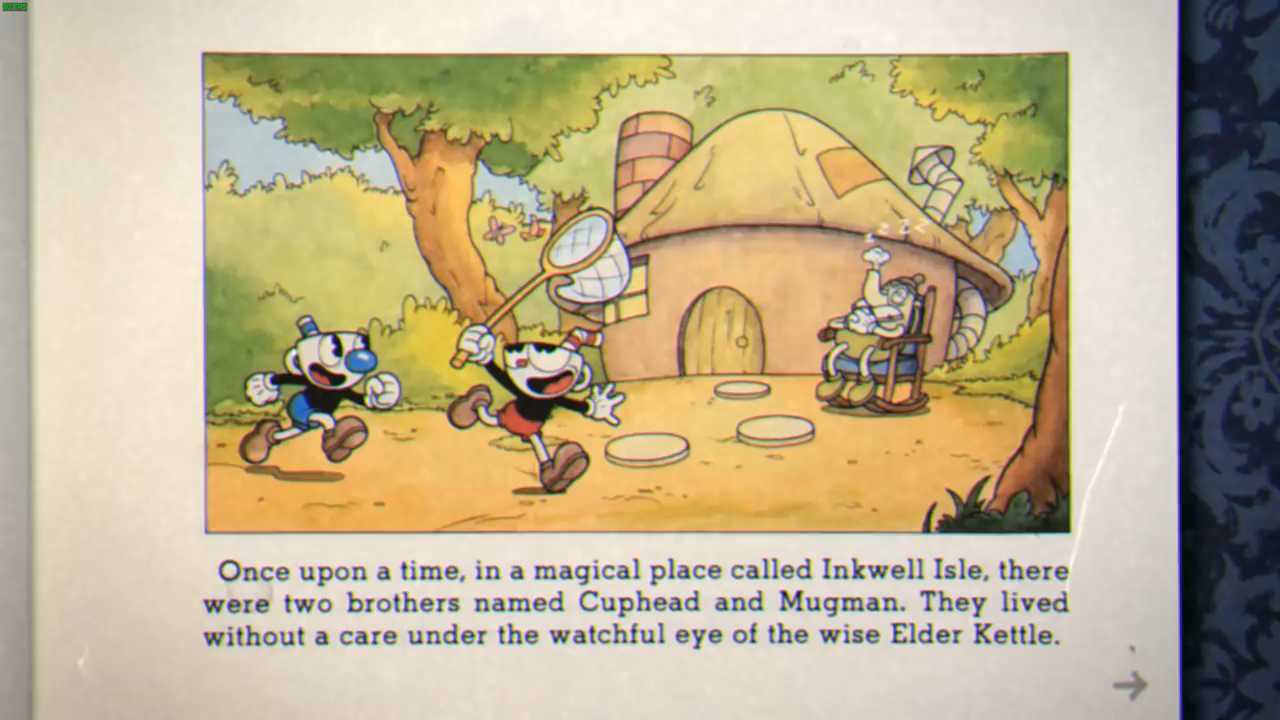 zzzz
Once upon a time, in a magical place called Inkwell Isle, there
were two brothers named Cuphead and Mugman. They lived
without a care under the watchful eye of the wise Elder Kettle.